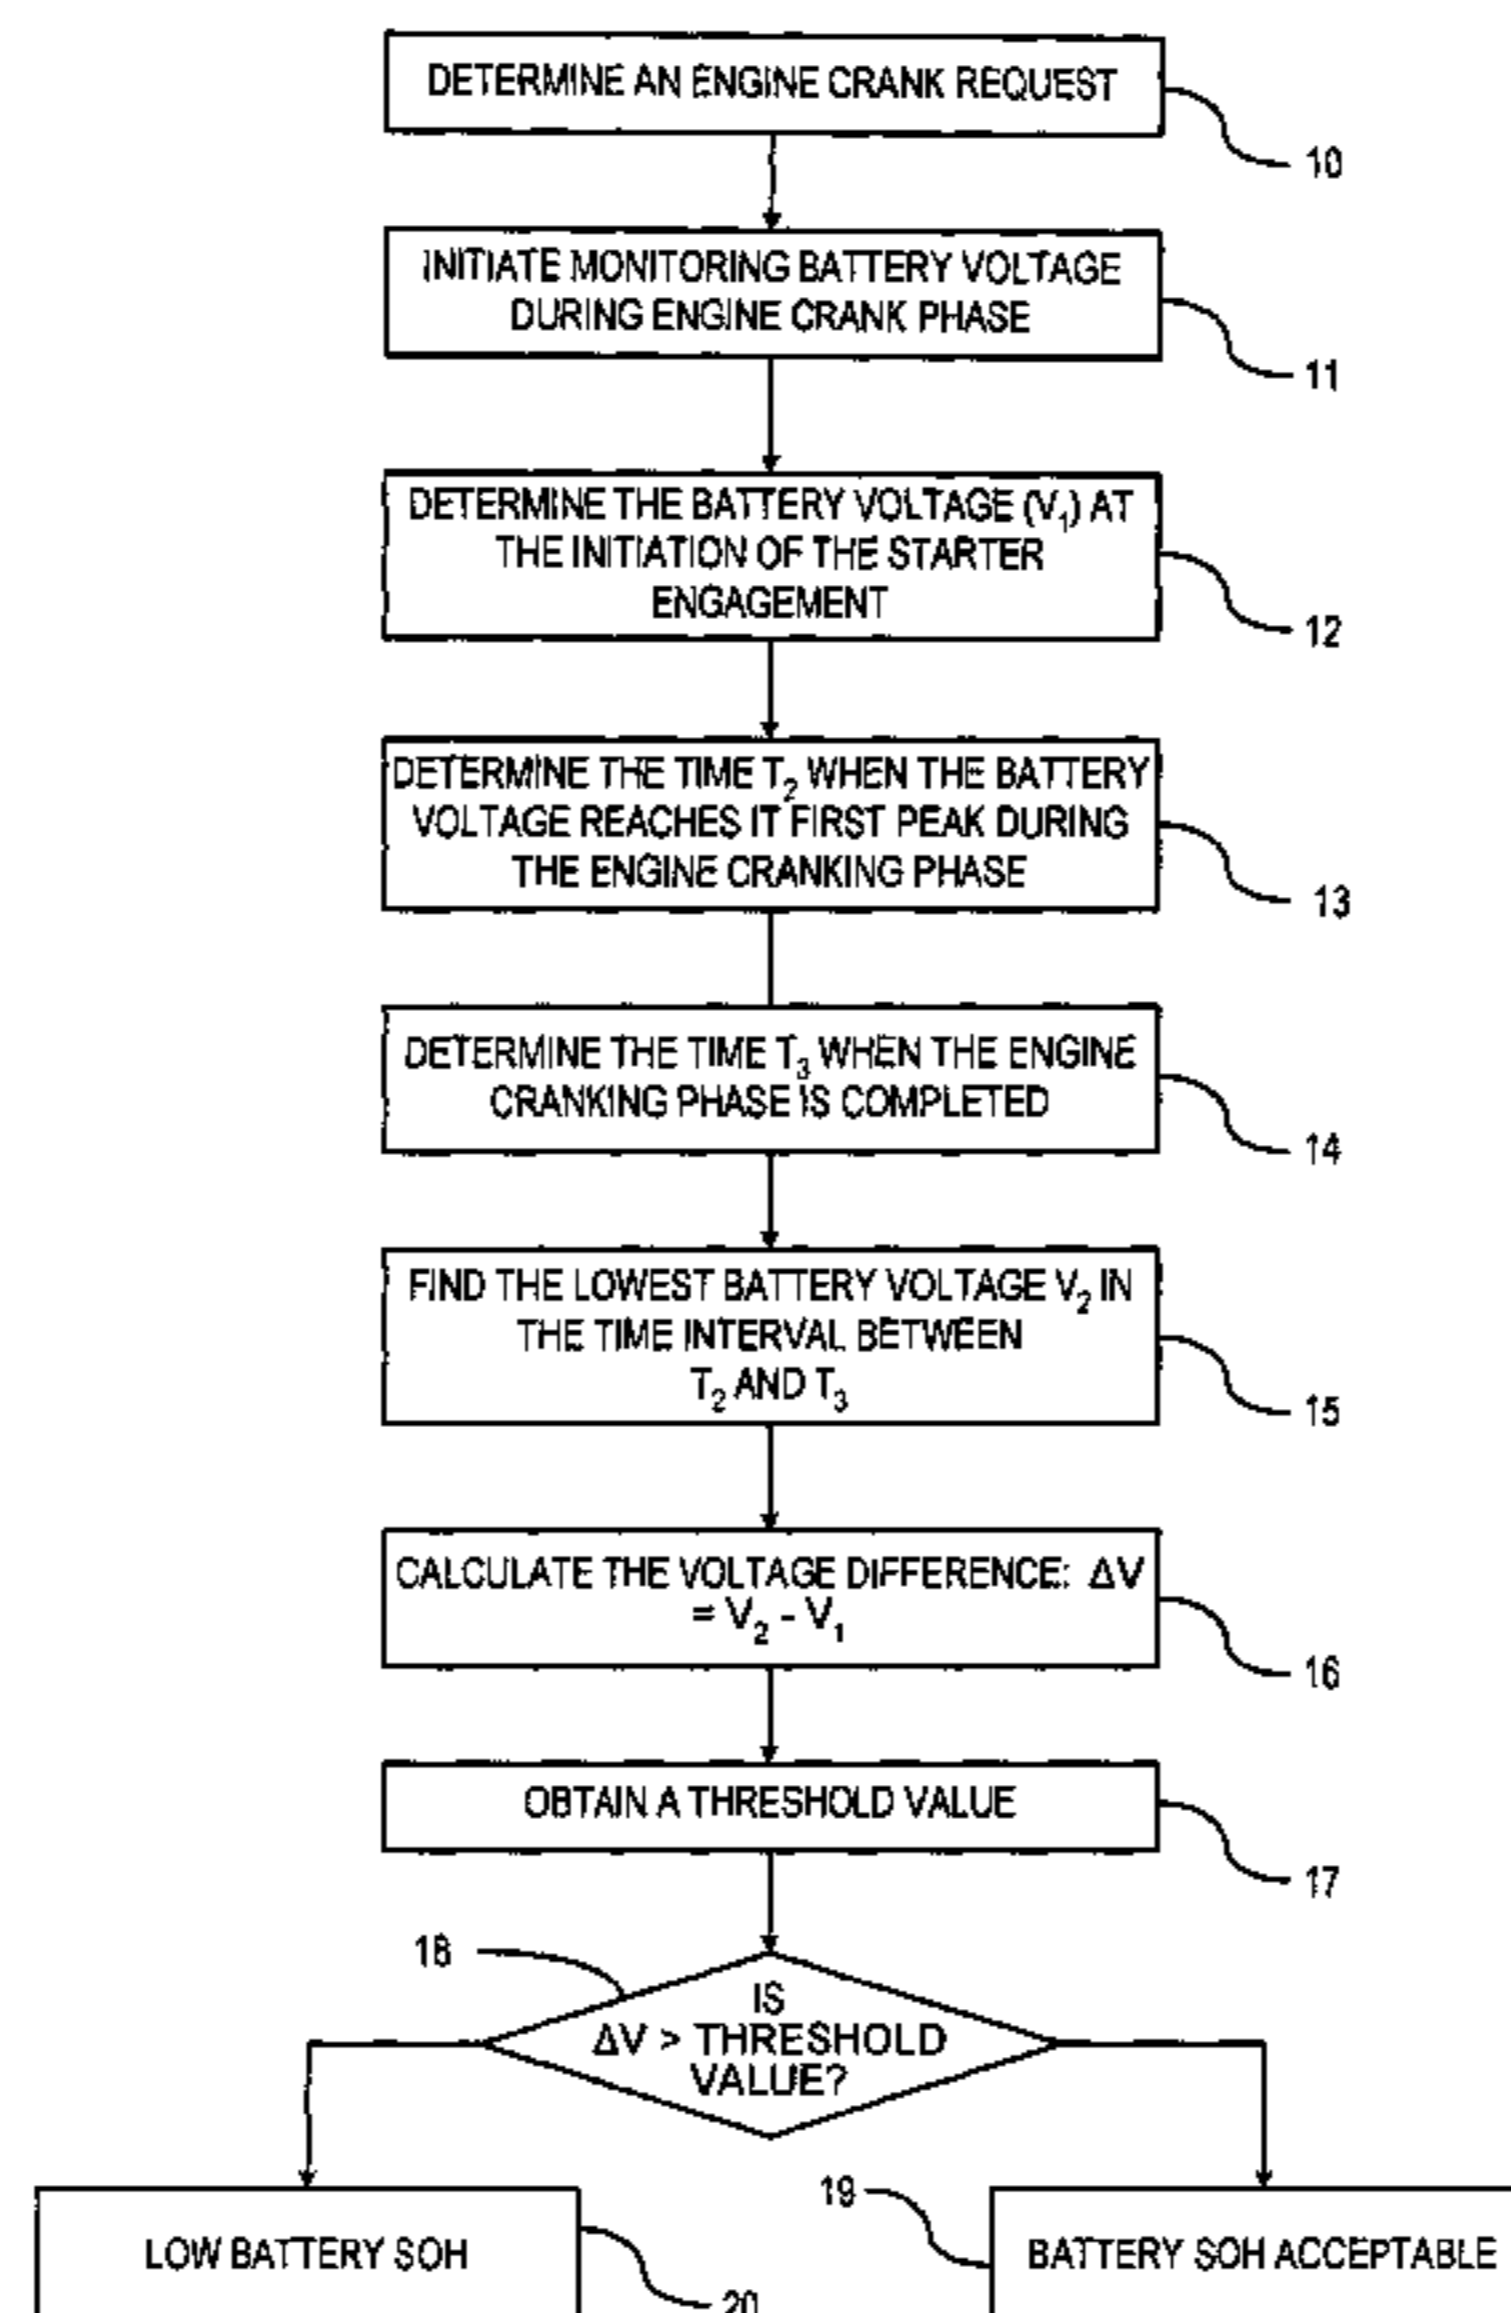 DETERMINE AN ENGINE CRANK REQUEST
10
INITIATE MONITORING BATTERY VOLTAGE
DURING ENGINE CRANK PHASE
11
DETERMINE THE BATTERY VOLTAGE (V₁) AT
THE INITIATION OF THE STARTER
ENGAGEMENT
12
DETERMINE THE TIME T₂ WHEN THE BATTERY
VOLTAGE REACHES IT FIRST PEAK DURING
THE ENGINE CRANKING PHASE
13
DETERMINE THE TIME T₃ WHEN THE ENGINE
CRANKING PHASE IS COMPLETED
14
FIND THE LOWEST BATTERY VOLTAGE V₂ IN
THE TIME INTERVAL BETWEEN
T₂ AND T₃
15
CALCULATE THE VOLTAGE DIFFERENCE: ΔV
= V₂ - V₁
16
OBTAIN A THRESHOLD VALUE
17
18
IS
ΔV > THRESHOLD
VALUE?
LOW BATTERY SOH
20
19
BATTERY SOH ACCEPTABLE